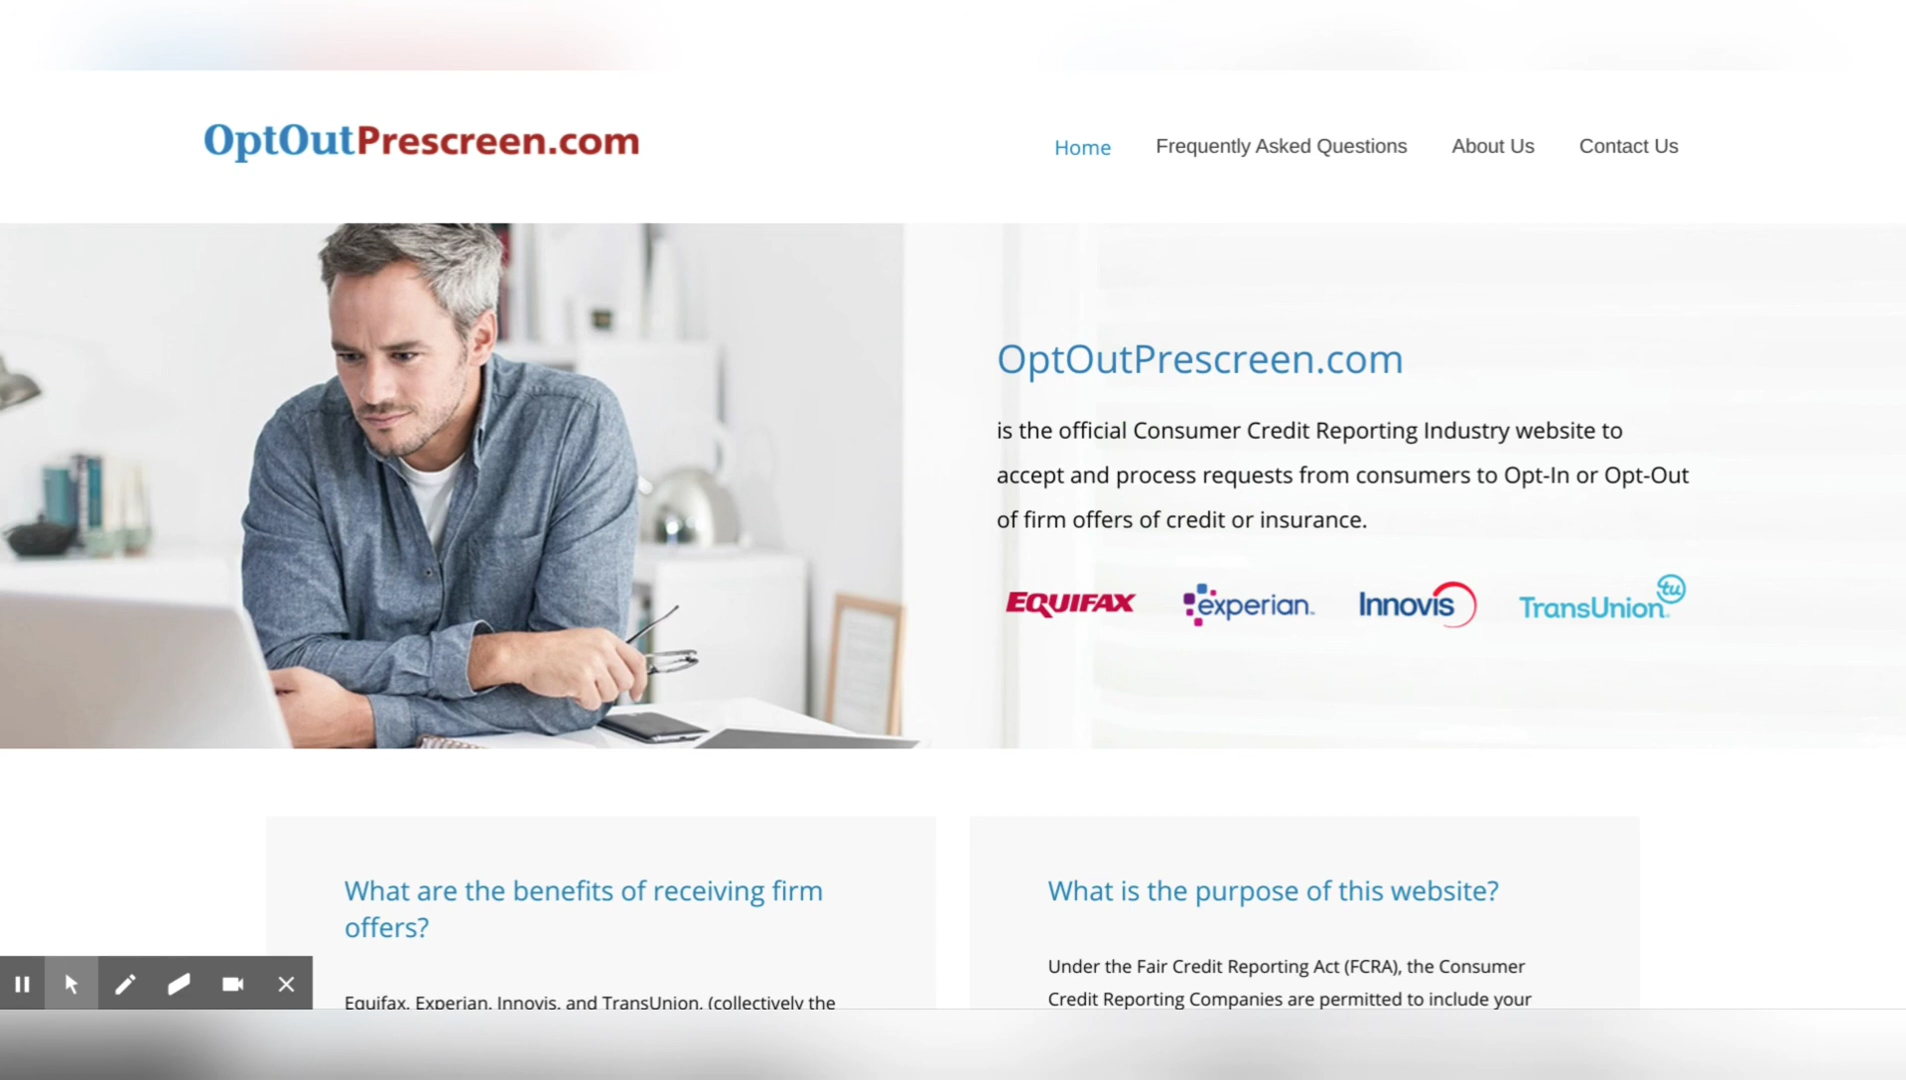 OptOutPrescreen.com
Home Frequently Asked Questions About Us Contact Us
OptOutPrescreen.com
is the official Consumer Credit Reporting Industry website to
accept and process requests from consumers to Opt-In or Opt-Out
of firm offers of credit or insurance.
EQUIFAX experian. Innovis TransUnion tu
What are the benefits of receiving firm
offers?
Equifax, Experian, Innovis, and TransUnion, (collectively the
What is the purpose of this website?
Under the Fair Credit Reporting Act (FCRA), the Consumer
Credit Reporting Companies are permitted to include your